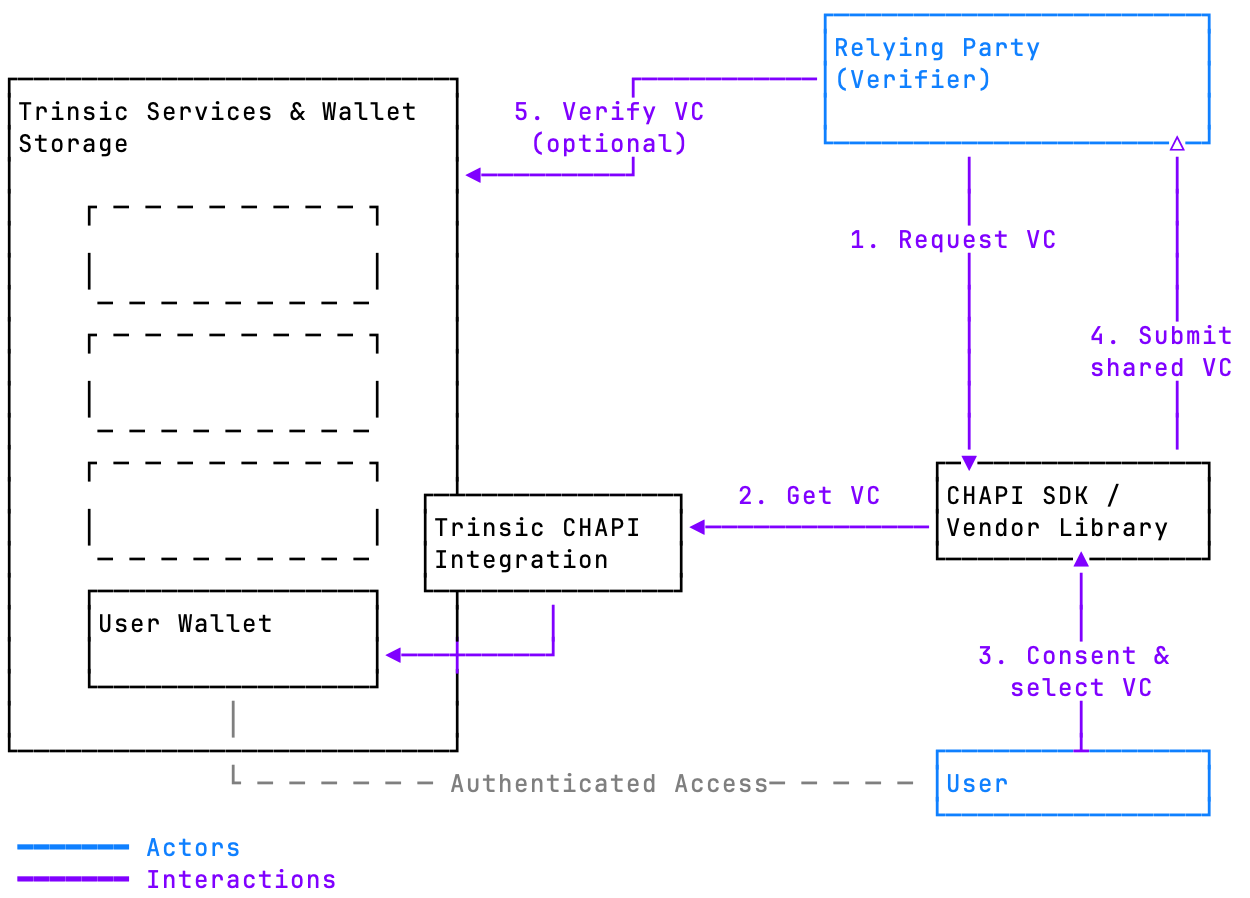 Relying Party
(Verifier)
Trinsic Services & Wallet
Storage
5. Verify VC
(optional)
1. Request VC
4. Submit
shared VC
2. Get VC
CHAPI SDK /
Vendor Library
Trinsic CHAPI
Integration
User Wallet
3. Consent &
select VC
Authenticated Access
User
Actors
Interactions